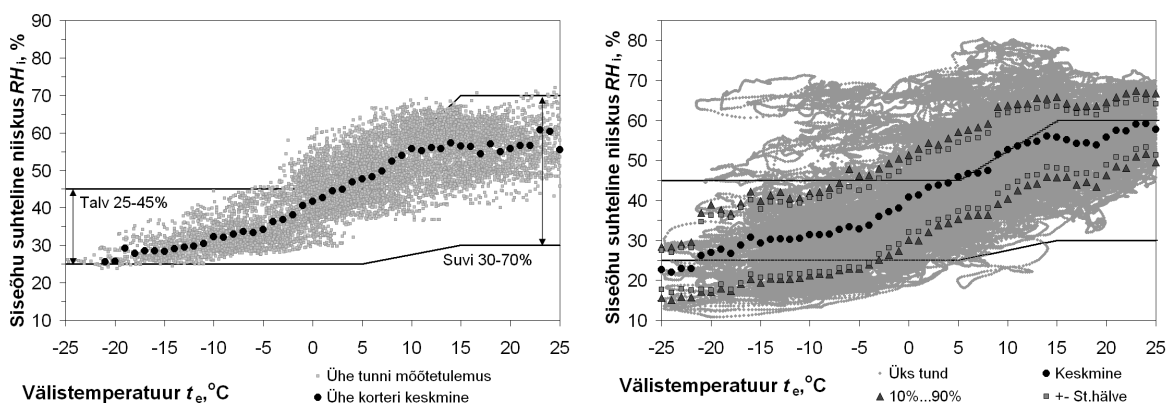 Siseõhu suhteline niiskus RHi, %
90
80
70
60
50
40
30
20
10
Talv 25-45%
Suvi 30-70%
-25 -20 -15 -10 -5 0 5 10 15 20 25
Välistemperatuur te,oC
Ühe tunni mõõtetulemus
Ühe korteri keskmine
Siseõhu suhteline niiskus RHi, %
90
80
70
60
50
40
30
20
10
-25 -20 -15 -10 -5 0 5 10 15 20 25
Välistemperatuur te,oC
Üks tund
Keskmine
10%...90%
+- St.hälve